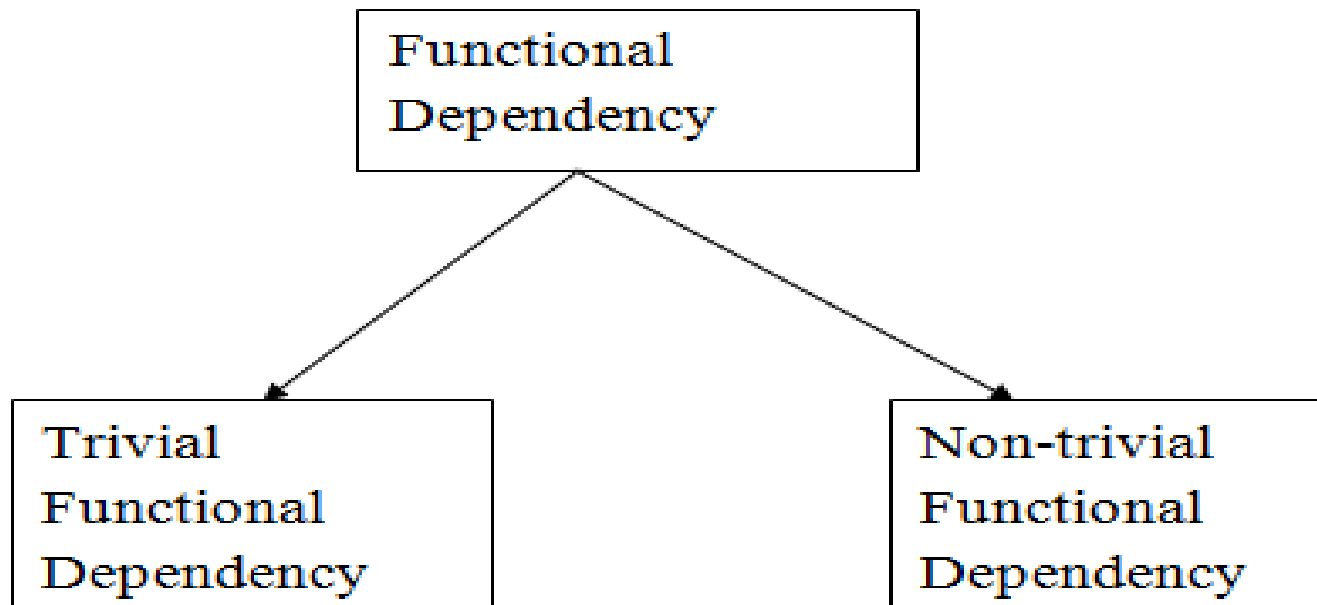 Functional
Dependency
Trivial
Functional
Dependency
Non-trivial
Functional
Dependency